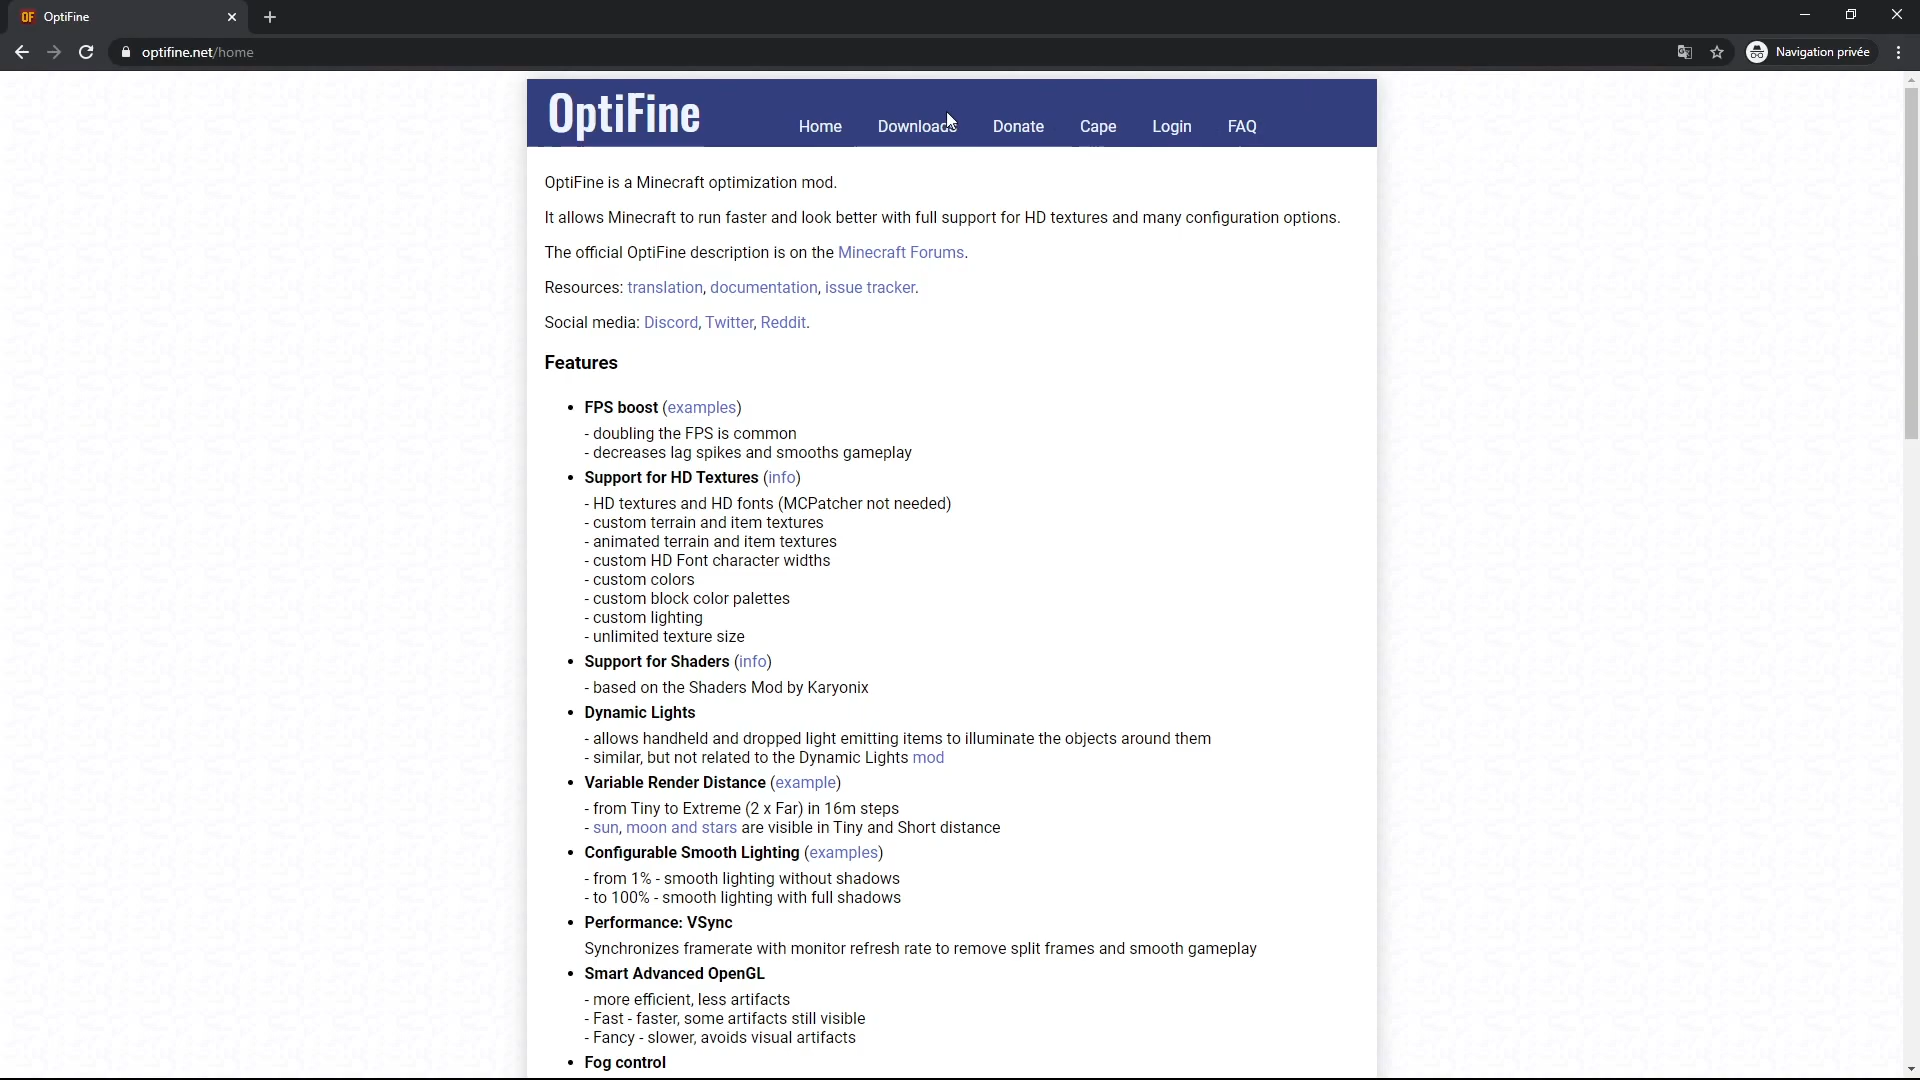 OptiFine
optifine.net/home
Navigation privée
OptiFine
Home Downloads Donate Cape Login FAQ
OptiFine is a Minecraft optimization mod.
It allows Minecraft to run faster and look better with full support for HD textures and many configuration options.
The official OptiFine description is on the Minecraft Forums.
Resources: translation, documentation, issue tracker.
Social media: Discord, Twitter, Reddit.
Features
• FPS boost (examples)
- doubling the FPS is common
- decreases lag spikes and smooths gameplay
• Support for HD Textures (info)
- HD textures and HD fonts (MCPatcher not needed)
- custom terrain and item textures
- animated terrain and item textures
- custom HD Font character widths
- custom colors
- custom block color palettes
- custom lighting
- unlimited texture size
• Support for Shaders (info)
- based on the Shaders Mod by Karyonix
• Dynamic Lights
- allows handheld and dropped light emitting items to illuminate the objects around them
- similar, but not related to the Dynamic Lights mod
• Variable Render Distance (example)
- from Tiny to Extreme (2 x Far) in 16m steps
- sun, moon and stars are visible in Tiny and Short distance
• Configurable Smooth Lighting (examples)
- from 1% - smooth lighting without shadows
- to 100% - smooth lighting with full shadows
• Performance: VSync
Synchronizes framerate with monitor refresh rate to remove split frames and smooth gameplay
• Smart Advanced OpenGL
- more efficient, less artifacts
- Fast - faster, some artifacts still visible
- Fancy - slower, avoids visual artifacts
• Fog control